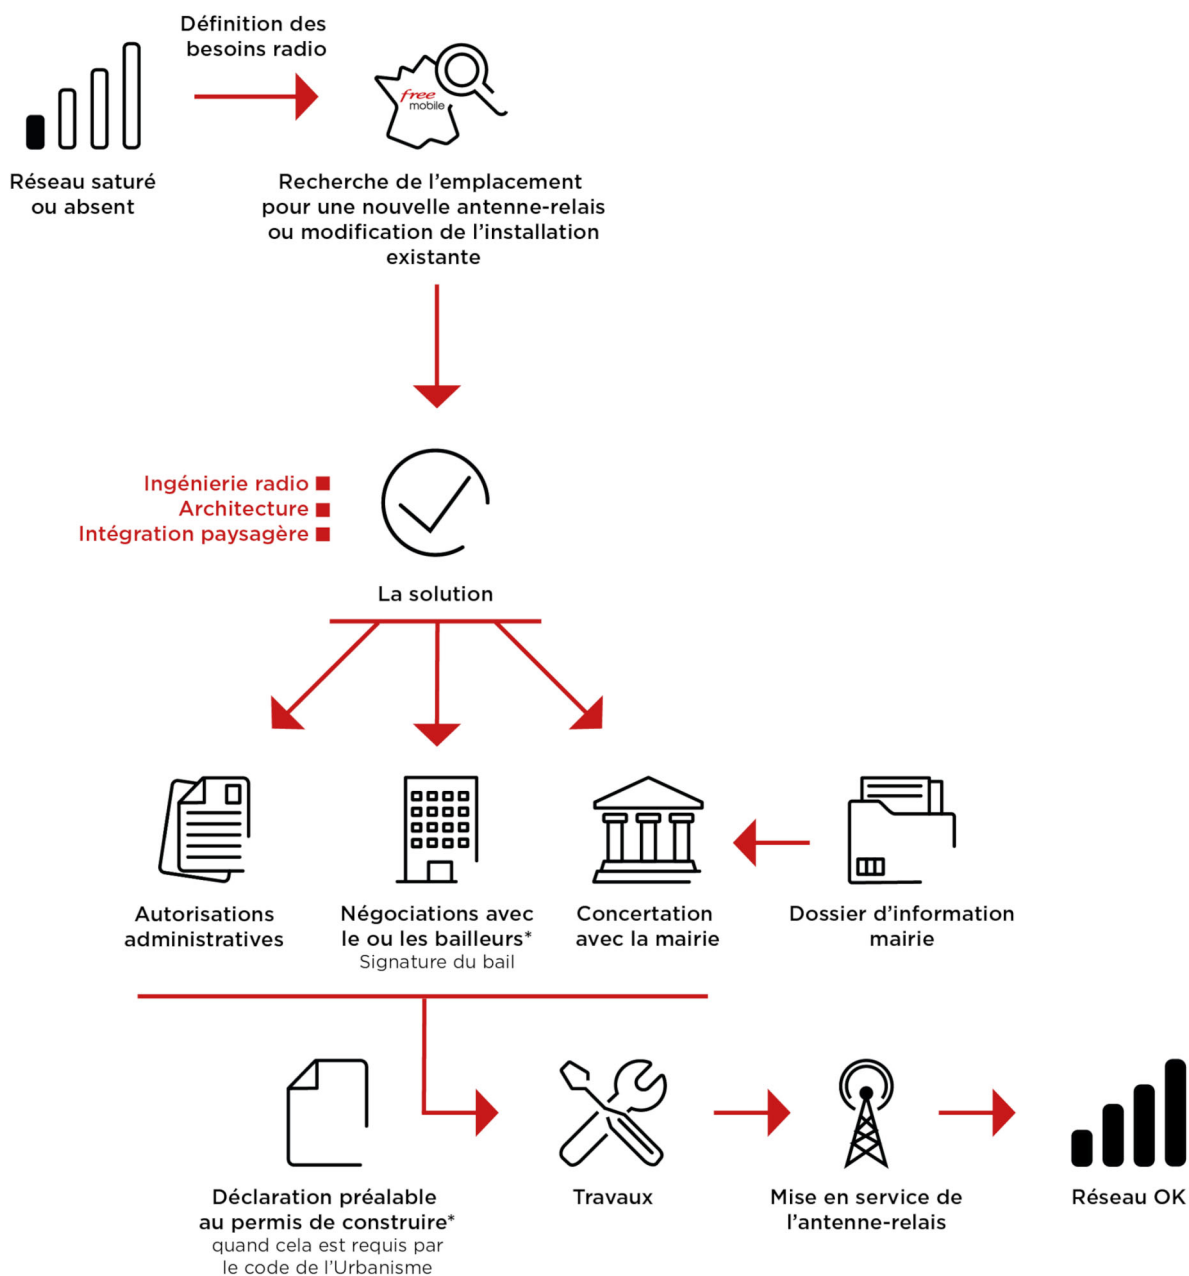 Définition des
besoins radio
free
mobile
Réseau saturé
ou absent
Recherche de l’emplacement
pour une nouvelle antenne-relais
ou modification de l’installation
existante
Ingénierie radio
Architecture
Intégration paysagère
La solution
Autorisations
administratives
Négociations avec
le ou les bailleurs*
Signature du bail
Concertation
avec la mairie
Dossier d’information
mairie
Déclaration préalable
au permis de construire*
quand cela est requis par
le code de l’Urbanisme
Travaux
Mise en service de
l’antenne-relais
Réseau OK